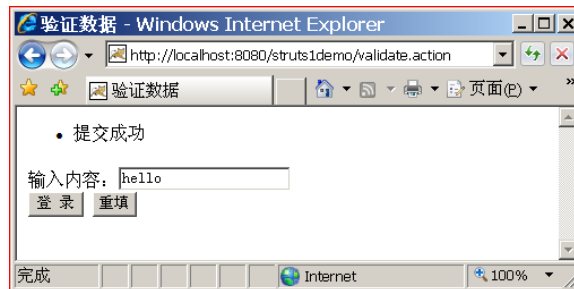 验证数据 - Windows Internet Explorer
http://localhost:8080/struts1demo/validate.action
验证数据
页面(P)
»
• 提交成功
输入内容：hello
登 录 重填
完成 Internet 100%